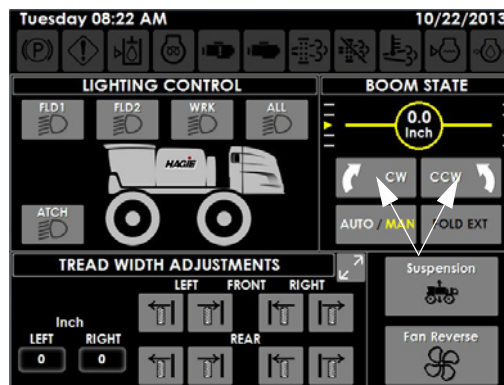 Tuesday 08:22 AM 10/22/2013
LIGHTING CONTROL
FLD1 FLD2 WRK ALL
HAGIE
ATCH
BOOM STATE
0.0
Inch
CW CCW
AUTO / MAN FOLD EXT
TREAD WIDTH ADJUSTMENTS
LEFT FRONT RIGHT
Inch
LEFT RIGHT
REAR
0 0
Suspension
Fan Reverse